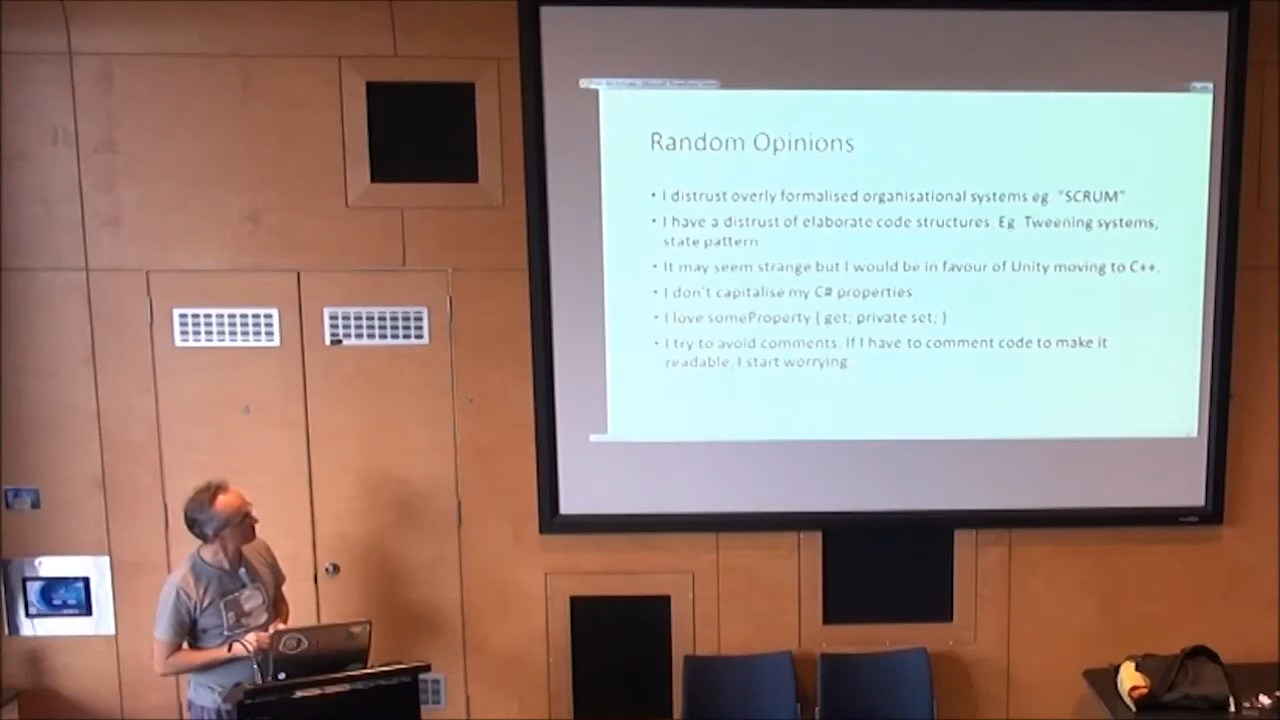 Random Opinions
• I distrust overly formalised organisational systems eg. "SCRUM"
• I have a distrust of elaborate code structures. Eg. Tweening systems,
state pattern
• It may seem strange but I would be in favour of Unity moving to C++.
• I don't capitalise my C# properties.
• I love someProperty { get; private set; }
• I try to avoid comments. If I have to comment code to make it
readable, I start worrying.